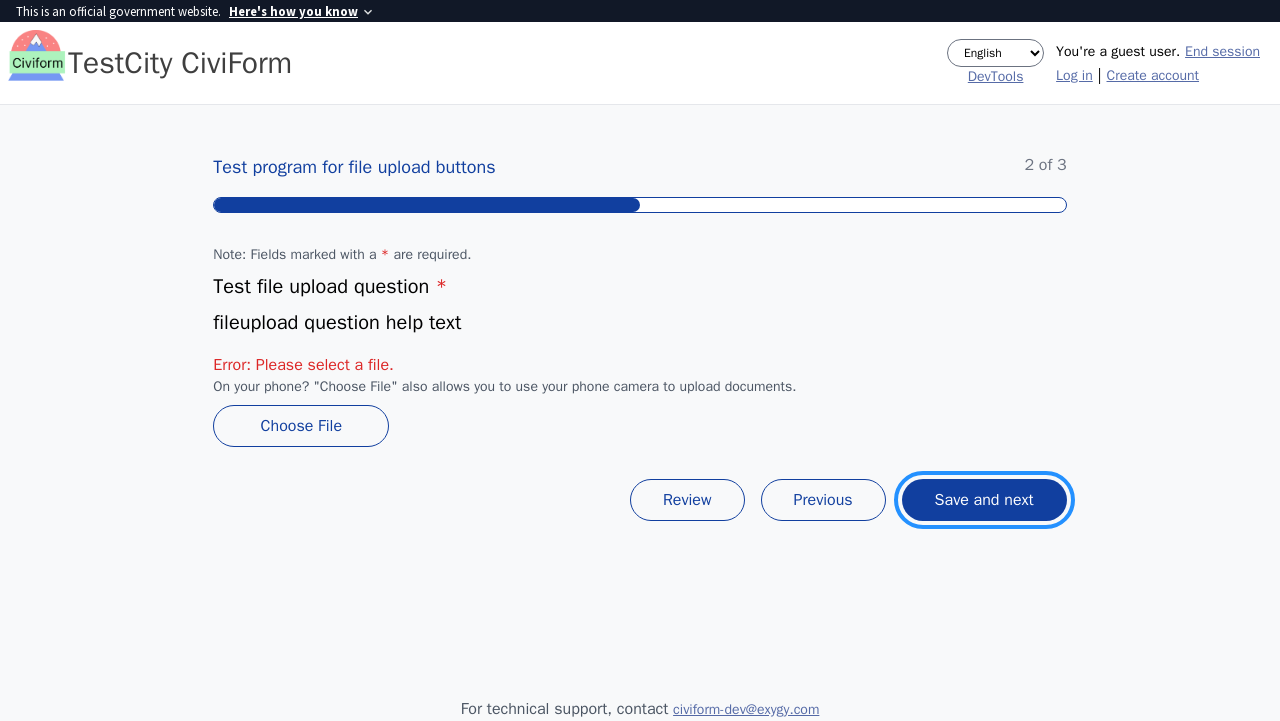 This is an official government website. Here's how you know
Civiform
TestCity CiviForm
English
DevTools
You're a guest user. End session
Log in | Create account
Test program for file upload buttons
2 of 3
Note: Fields marked with a * are required.
Test file upload question *
fileupload question help text
Error: Please select a file.
On your phone? "Choose File" also allows you to use your phone camera to upload documents.
Choose File
Review
Previous
Save and next
For technical support, contact civiform-dev@exygy.com